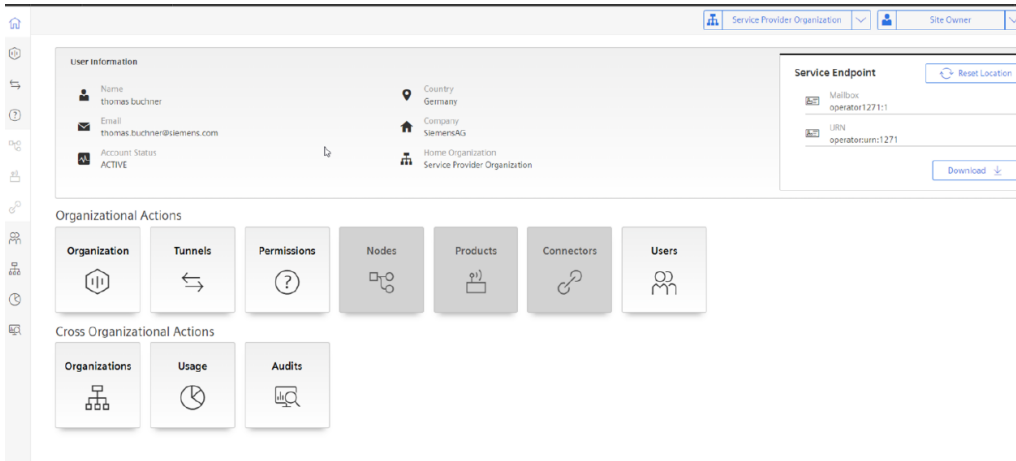 Service Provider Organization
Site Owner
User Information
Name
thomas buchner
Email
thomas.buchner@siemens.com
Account Status
ACTIVE
Country
Germany
Company
SiemensAG
Home Organization
Service Provider Organization
Service Endpoint
Reset Location
Mailbox
operator1271:1
URN
operator:urn:1271
Download
Organizational Actions
Organization
Tunnels
Permissions
Nodes
Products
Connectors
Users
Cross Organizational Actions
Organizations
Usage
Audits